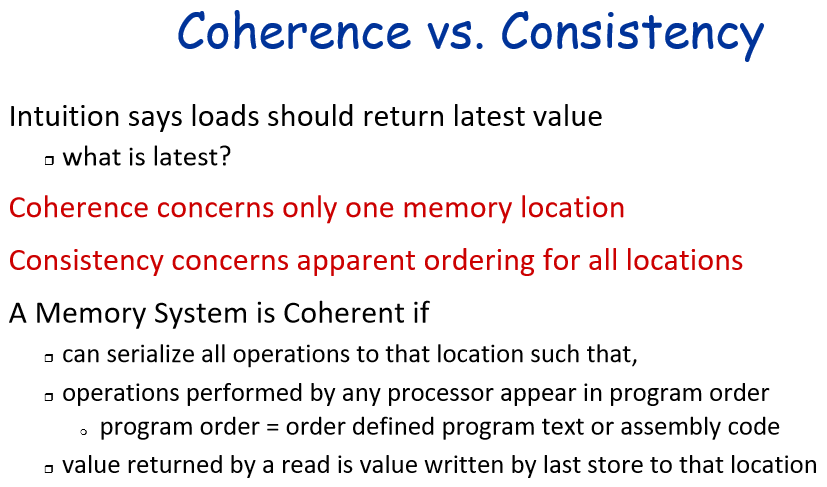 Coherence vs. Consistency
Intuition says loads should return latest value
what is latest?
Coherence concerns only one memory location
Consistency concerns apparent ordering for all locations
A Memory System is Coherent if
can serialize all operations to that location such that,
operations performed by any processor appear in program order
program order = order defined program text or assembly code
value returned by a read is value written by last store to that location